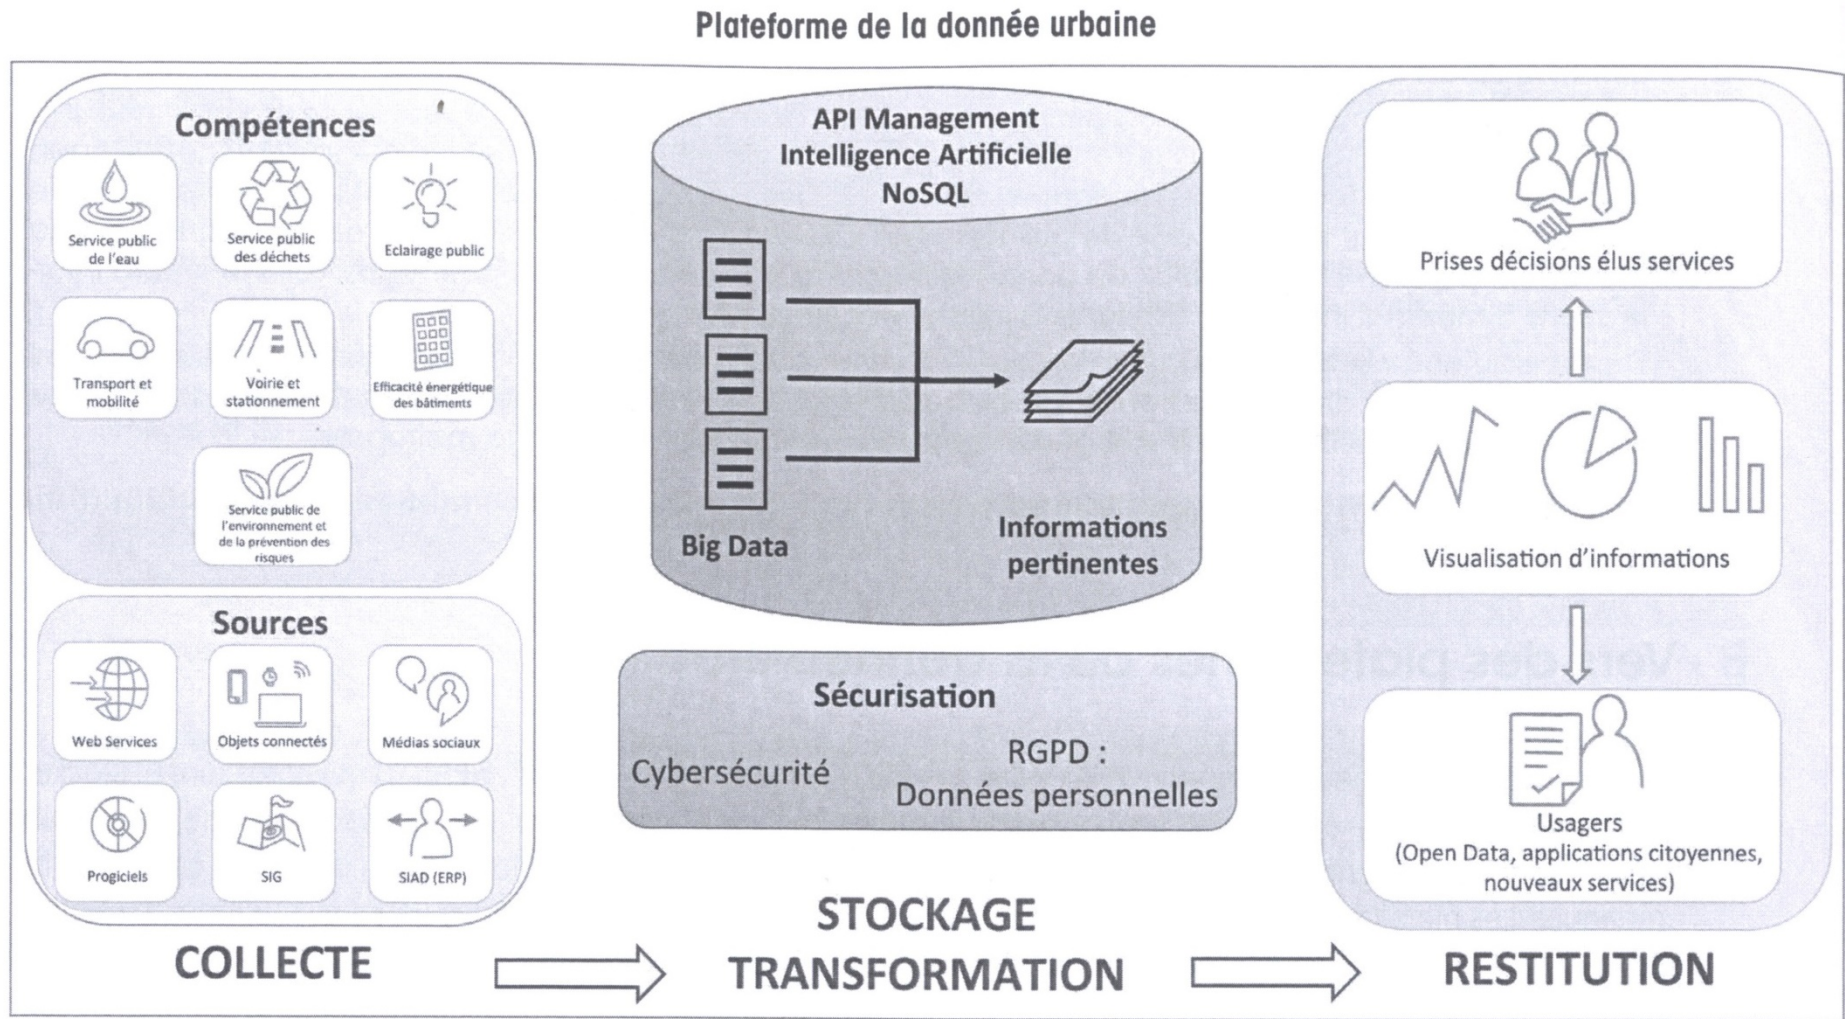 Plateforme de la donnée urbaine
Compétences
Service public
de l'eau
Service public
des déchets
Eclairage public
Transport et
mobilité
Voirie et
stationnement
Efficacité énergétique
des bâtiments
Service public de
l'environnement et
de la prévention des
risques
Sources
Web Services
Objets connectés
Médias sociaux
Progiciels
SIG
SIAD (ERP)
COLLECTE
API Management
Intelligence Artificielle
NoSQL
Big Data
Informations
pertinentes
Sécurisation
Cybersécurité
RGPD :
Données personnelles
STOCKAGE
TRANSFORMATION
Prises décisions élus services
Visualisation d'informations
Usagers
(Open Data, applications citoyennes,
nouveaux services)
RESTITUTION